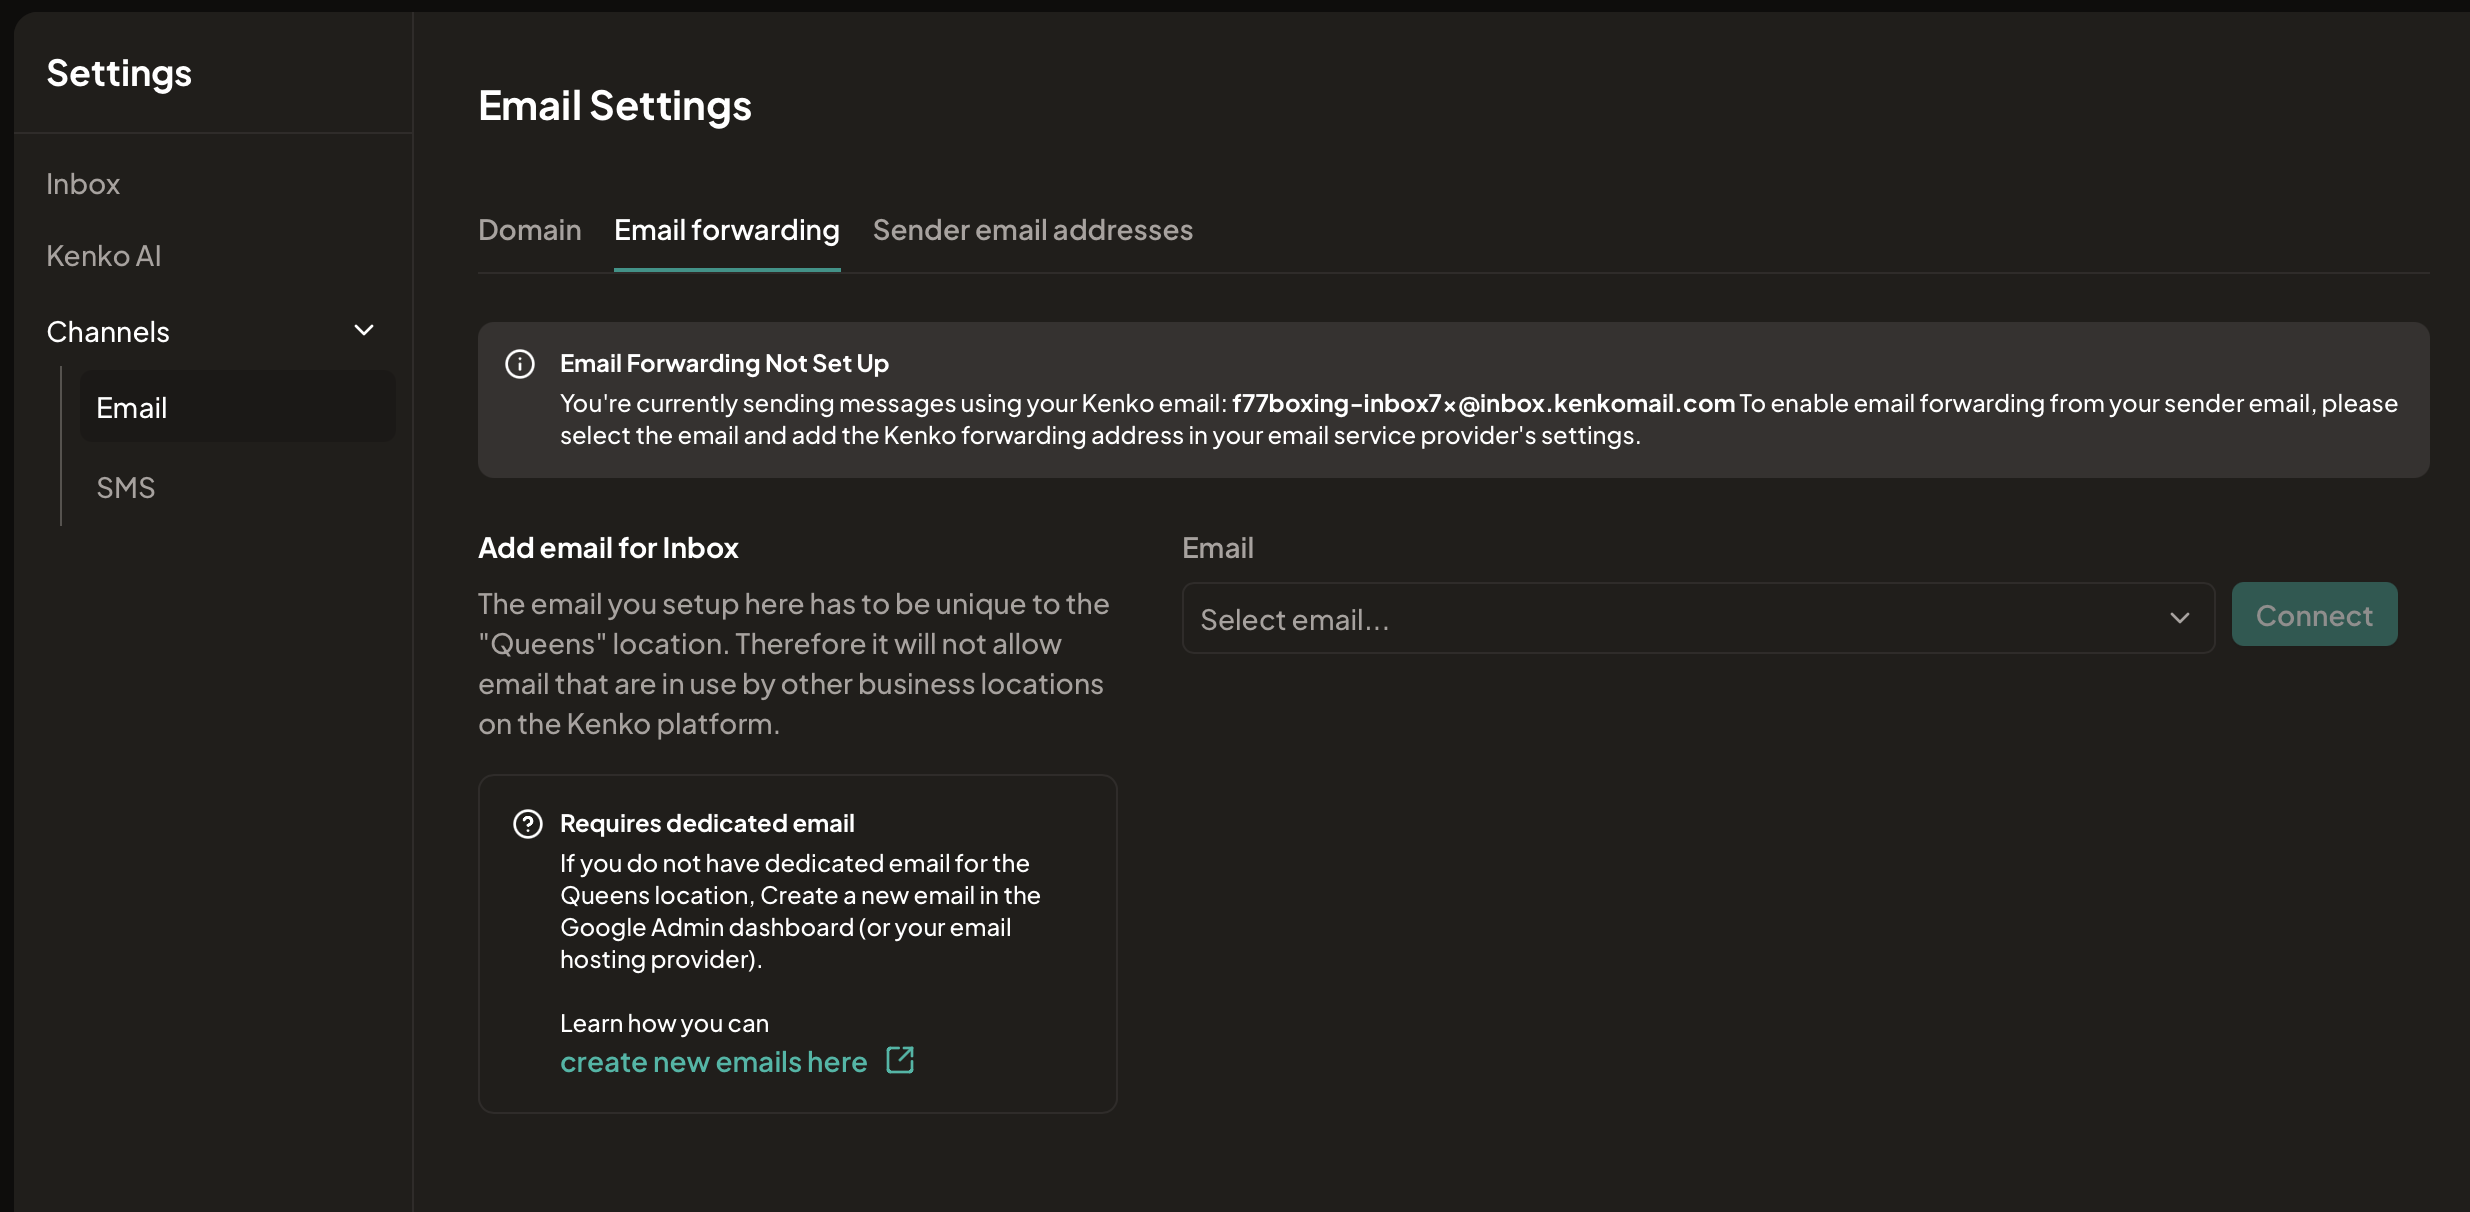 Settings
Inbox
Kenko AI
Channels
Email
SMS
Email Settings
Domain
Email forwarding
Sender email addresses
Email Forwarding Not Set Up
You're currently sending messages using your Kenko email: f77boxing-inbox7x@inbox.kenkomail.com To enable email forwarding from your sender email, please
select the email and add the Kenko forwarding address in your email service provider's settings.
Add email for Inbox
The email you setup here has to be unique to the
"Queens" location. Therefore it will not allow
email that are in use by other business locations
on the Kenko platform.
Requires dedicated email
If you do not have dedicated email for the
Queens location, Create a new email in the
Google Admin dashboard (or your email
hosting provider).
Learn how you can
create new emails here
Email
Select email...
Connect